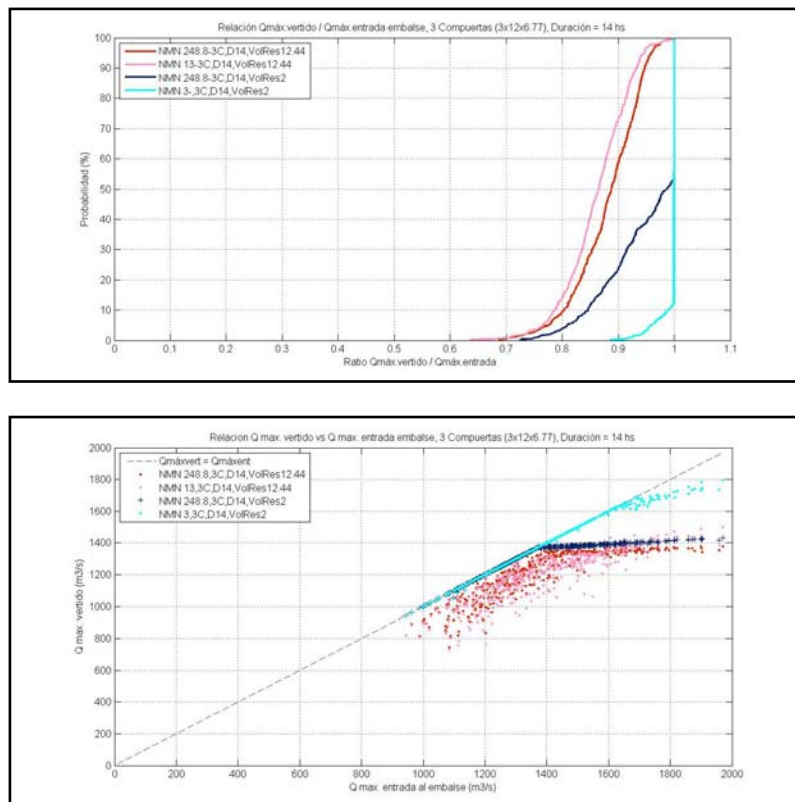 Relación Qmáx.vertido / Qmáx.entrada embalse, 3 Compuertas (3x12x6.77), Duración = 14 hs
100
90
80
70
60
50
40
30
20
10
0
Probabilidad (%)
NMN 248.8-3C,D14,VolRes12.44
NMN 13-3C,D14,VolRes12.44
NMN 248.8-3C,D14,VolRes2
NMN 3-,3C,D14,VolRes2
0 0.1 0.2 0.3 0.4 0.5 0.6 0.7 0.8 0.9 1 1.1
Ratio Qmáx.vertido / Qmáx.entrada
Relacion Q max. vertido vs Q max. entrada embalse, 3 Compuertas (3x12x6.77), Duración = 14 hs
2000
1800
1600
1400
1200
1000
800
600
400
200
0
Q max. vertido (m3/s)
Qmáxvert = Qmáxent
NMN 248.8,3C,D14,VolRes12.44
NMN 13,3C,D14,VolRes12.44
NMN 248.8,3C,D14,VolRes2
NMN 3,3C,D14,VolRes2
0 200 400 600 800 1000 1200 1400 1600 1800 2000
Q max. entrada al embalse (m3/s)